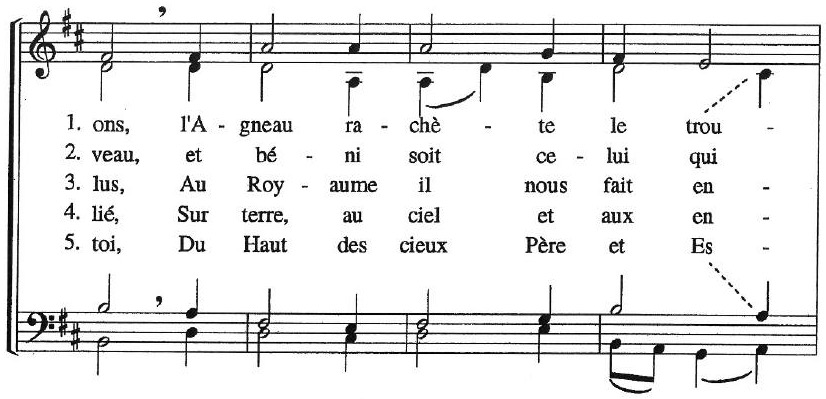 1. ons, l'A - gneau ra - chè - te le trou -
2. veau, et bé - ni soit ce - lui qui
3. lus, Au Roy - aume il nous fait en -
4. lié, Sur terre, au ciel et aux en -
5. toi, Du Haut des cieux Père et Es -